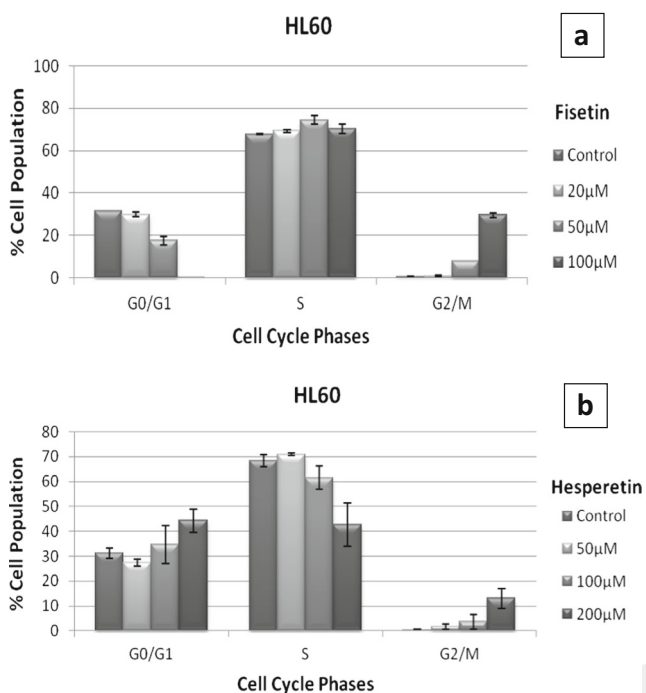 HL60
a
100
80
60
40
20
0
% Cell Population
G0/G1
S
G2/M
Cell Cycle Phases
Fisetin
Control
20µM
50µM
100µM
HL60
b
80
70
60
50
40
30
20
10
0
% Cell Population
G0/G1
S
G2/M
Cell Cycle Phases
Hesperetin
Control
50µM
100µM
200µM